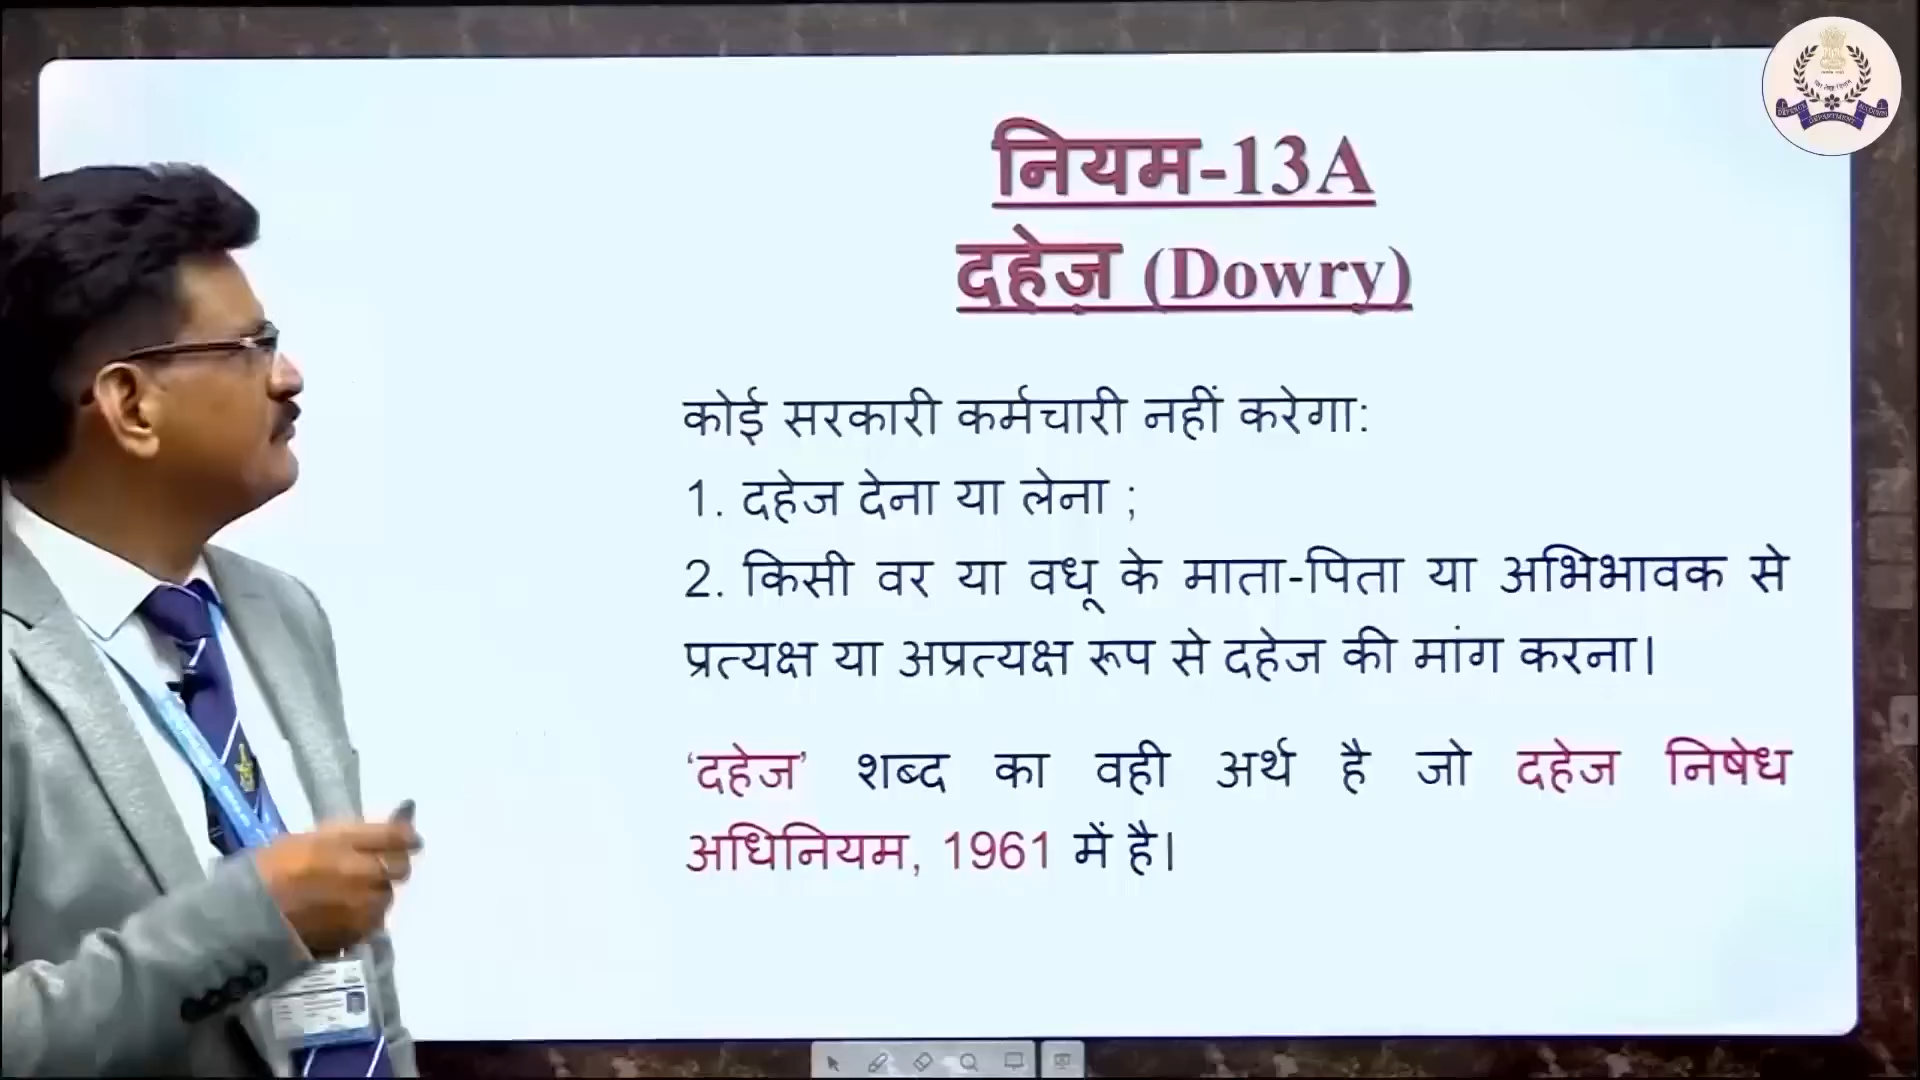 नियम-13A
दहेज़ (Dowry)
कोई सरकारी कर्मचारी नहीं करेगा:
1. दहेज देना या लेना ;
2. किसी वर या वधू के माता-पिता या अभिभावक से
प्रत्यक्ष या अप्रत्यक्ष रूप से दहेज की मांग करना।
‘दहेज’ शब्द का वही अर्थ है जो दहेज निषेध
अधिनियम, 1961 में है।
DEPARTMENT